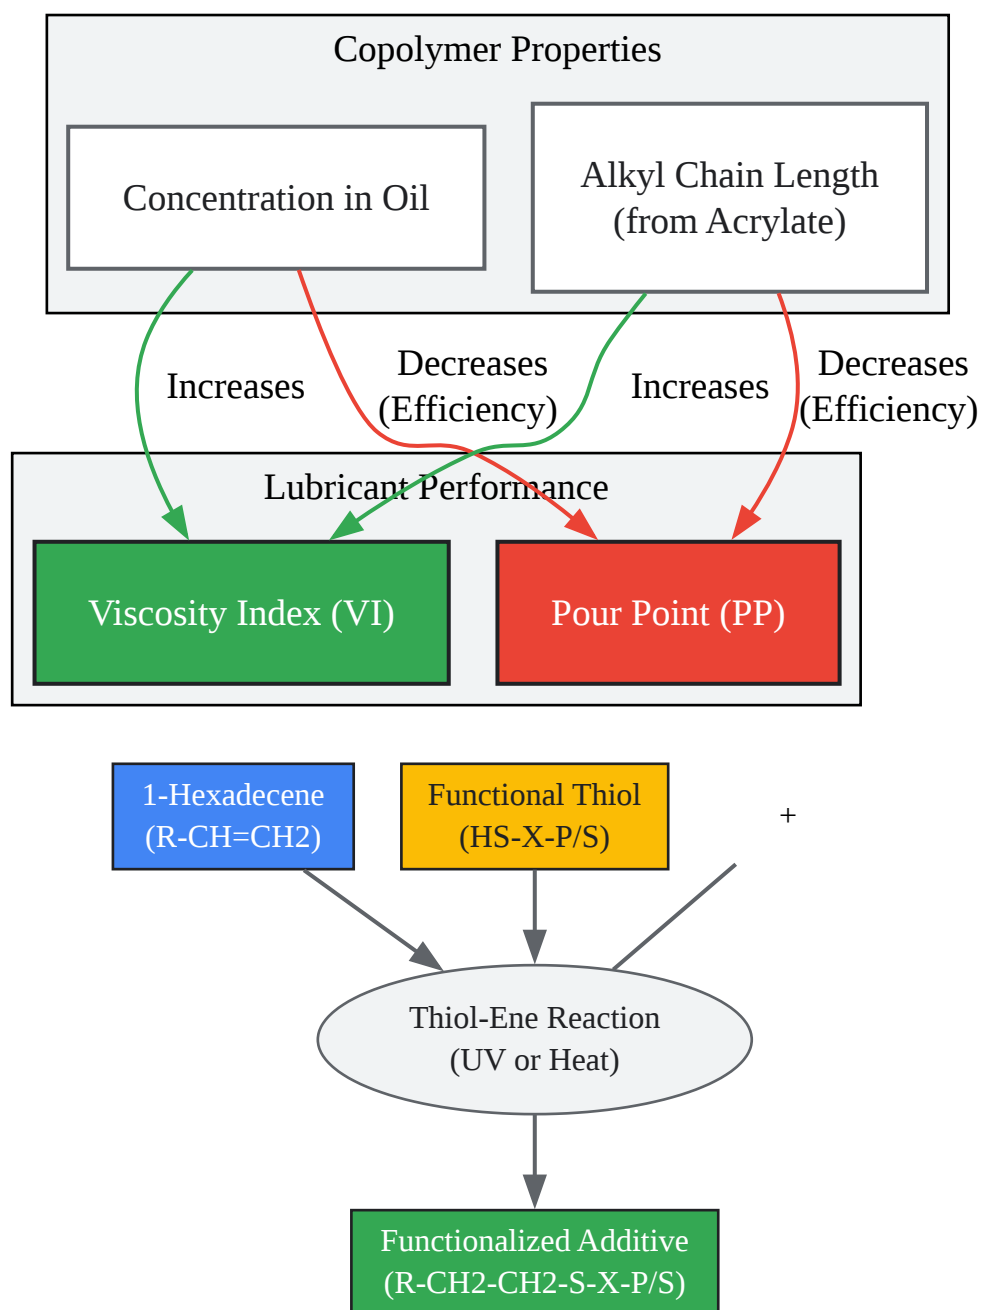 Copolymer Properties
Concentration in Oil
Alkyl Chain Length
(from Acrylate)
Increases
Decreases
(Efficiency)
Increases
Decreases
(Efficiency)
Lubricant Performance
Viscosity Index (VI)
Pour Point (PP)
1-Hexadecene
(R-CH=CH2)
Functional Thiol
(HS-X-P/S)
+
Thiol-Ene Reaction
(UV or Heat)
Functionalized Additive
(R-CH2-CH2-S-X-P/S)